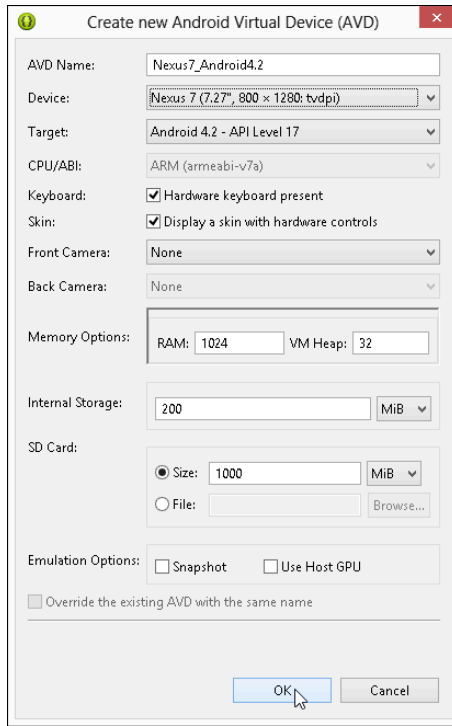 Create new Android Virtual Device (AVD)
AVD Name: Nexus7_Android4.2
Device: Nexus 7 (7.27", 800 × 1280: tvdpi)
Target: Android 4.2 - API Level 17
CPU/ABI: ARM (armeabi-v7a)
Keyboard: Hardware keyboard present
Skin: Display a skin with hardware controls
Front Camera: None
Back Camera: None
Memory Options: RAM: 1024 VM Heap: 32
Internal Storage: 200 MiB
SD Card:
Size: 1000 MiB
File: Browse...
Emulation Options: Snapshot Use Host GPU
Override the existing AVD with the same name
OK Cancel